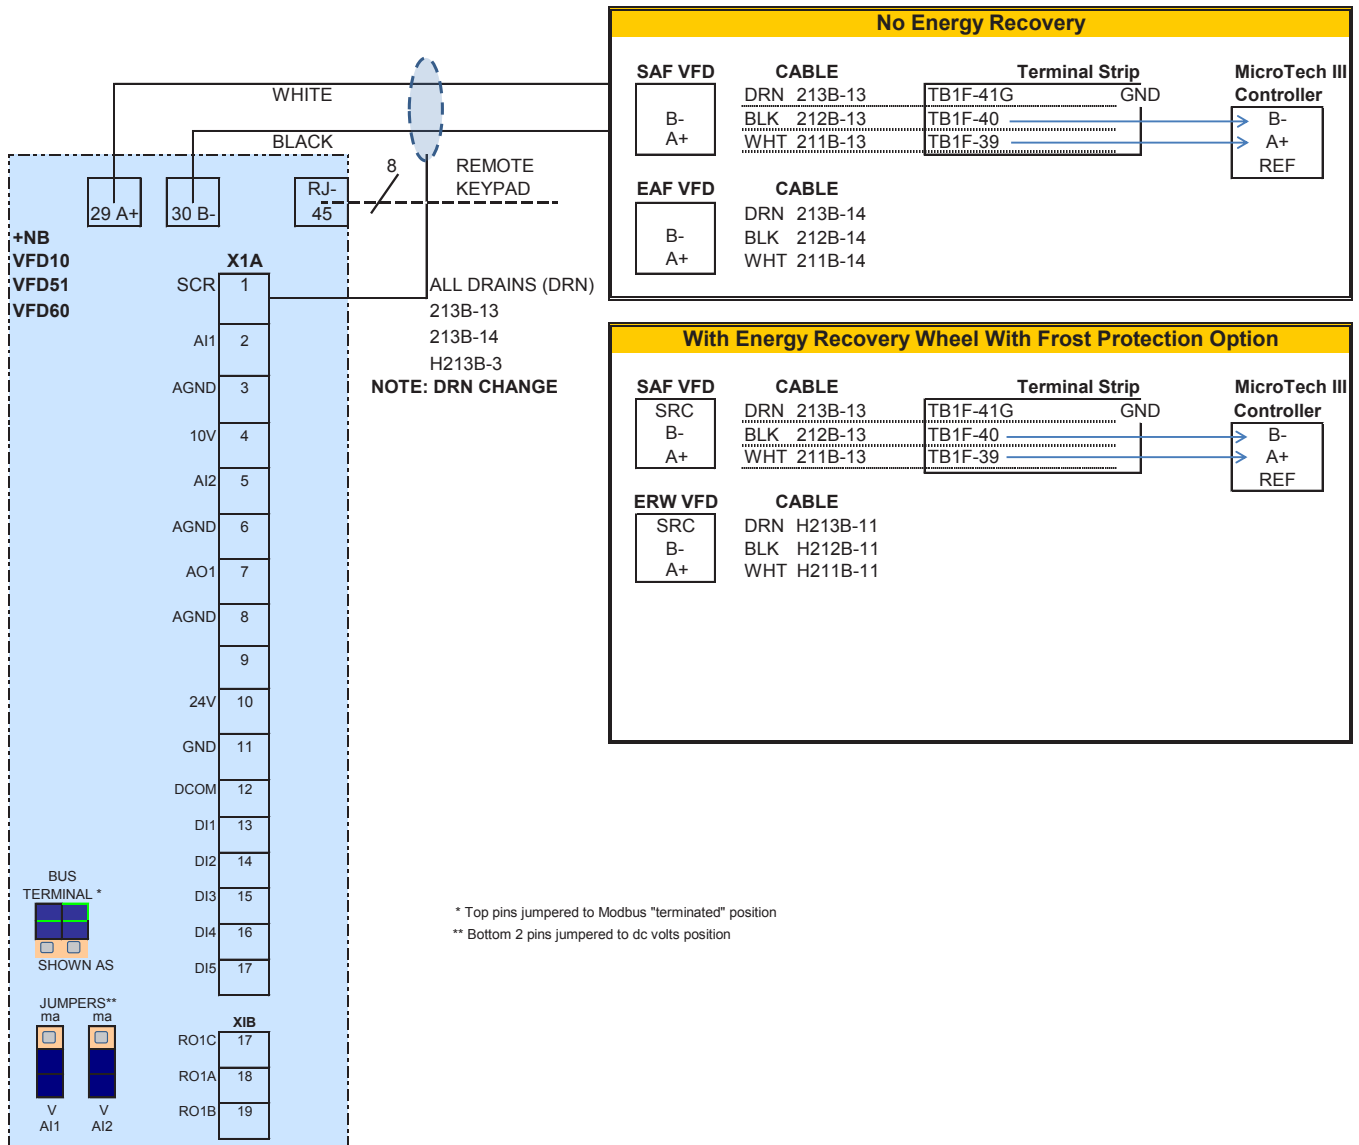 WHITE
BLACK
8
REMOTE
KEYPAD
29 A+
30 B-
RJ-
45
+NB
VFD10
VFD51
VFD60
X1A
SCR 1
AI1 2
AGND 3
10V 4
AI2 5
AGND 6
AO1 7
AGND 8
9
24V 10
GND 11
DCOM 12
DI1 13
DI2 14
DI3 15
DI4 16
DI5 17
XIB
RO1C 17
RO1A 18
RO1B 19
BUS
TERMINAL *
SHOWN AS
JUMPERS**
ma ma
V V
AI1 AI2
ALL DRAINS (DRN)
213B-13
213B-14
H213B-3
NOTE: DRN CHANGE
No Energy Recovery
SAF VFD CABLE Terminal Strip MicroTech III
Controller
DRN 213B-13 TB1F-41G GND
B- BLK 212B-13 TB1F-40 B-
A+ WHT 211B-13 TB1F-39 A+
REF
EAF VFD CABLE
DRN 213B-14
B- BLK 212B-14
A+ WHT 211B-14
With Energy Recovery Wheel With Frost Protection Option
SAF VFD CABLE Terminal Strip MicroTech III
Controller
SRC DRN 213B-13 TB1F-41G GND
B- BLK 212B-13 TB1F-40 B-
A+ WHT 211B-13 TB1F-39 A+
REF
ERW VFD CABLE
SRC DRN H213B-11
B- BLK H212B-11
A+ WHT H211B-11
* Top pins jumpered to Modbus "terminated" position
** Bottom 2 pins jumpered to dc volts position